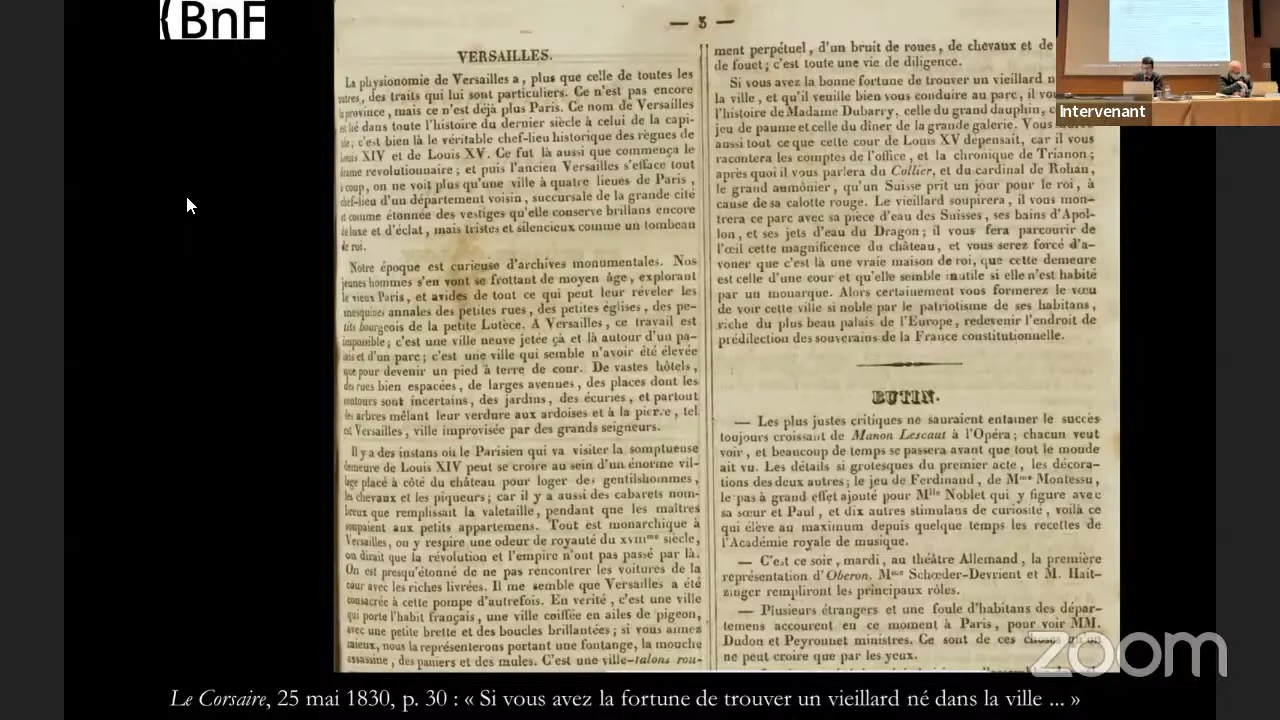 BnF
— 3 —
VERSAILLES.
La physionomie de Versailles a, plus que celle de toutes les
autres, des traits qui lui sont particuliers. Ce n'est pas encore
la province, mais ce n'est déjà plus Paris. Ce nom de Versailles
est lié dans toute l'histoire du dernier siècle à celui de la capi-
tale; c'est bien là le véritable chef-lieu historique des règnes de
Louis XIV et de Louis XV. Ce fut là aussi que commença le
drame revolutionnaire; et puis l'ancien Versailles s'efface tout
à coup, on ne voit plus qu'une ville à quatre lieues de Paris,
chef-lieu d'un département voisin, succursale de la grande cité
et comme étonnée des vestiges qu'elle conserve brillans encore
de luxe et d'éclat, mais tristes et silencieux comme un tombeau
de roi.
Notre époque est curieuse d'archives monumentales. Nos
jeunes hommes s'en vont se frottant de moyen âge, explorant
le vieux Paris, et avides de tout ce qui peut leur révéler les
mesquines annales des petites rues, des petites églises, des pe-
tits bourgeois de la petite Lutèce. A Versailles, ce travail est
impossible; c'est une ville neuve jetée çà et là autour d'un pa-
lais et d'un parc; c'est une ville qui semble n'avoir été élevée
que pour devenir un pied à terre de cour. De vastes hôtels,
des rues bien espacées, de larges avenues, des places dont les
contours sont incertains, des jardins, des écuries, et partout
des arbres mêlant leur verdure aux ardoises et à la pierre, tel
est Versailles, ville improvisée par des grands seigneurs.
Il y a des instans où le Parisien qui va visiter la somptueuse
demeure de Louis XIV peut se croire au sein d'un énorme vil-
lage placé à côté du château pour loger des gentilshommes,
les chevaux et les piqueurs; car il y a aussi des cabarets nom-
breux que remplissait la valetaille, pendant que les maîtres
soupaient aux petits appartemens. Tout est monarchique à
Versailles, on y respire une odeur de royauté du XVIIIme siècle,
on dirait que la révolution et l'empire n'ont pas passé par là.
On est presqu'étonné de ne pas rencontrer les voitures de la
cour avec les riches livrées. Il me semble que Versailles a été
consacrée à cette pompe d'autrefois. En verité, c'est une ville
qui porte l'habit français, une ville coiffée en ailes de pigeon,
avec une petite brette et des boucles brillantées; si vous aimez
mieux, nous la représenterons portant une fontange, la mouche
assassine, des paniers et des mules. C'est une ville-talons rou-
ment perpétuel, d'un bruit de roues, de chevaux et de
de fouet; c'est toute une vie de diligence.
Si vous avez la bonne fortune de trouver un vieillard n
la ville, et qu'il veuille bien vous conduire au parc, il vo
l'histoire de Madame Dubarry, celle du grand dauphin, c
jeu de paume et celle du dîner de la grande galerie. Vous
aussi tout ce que cette cour de Louis XV dépensait, car il vous
racontera les comptes de l'office, et la chronique de Trianon;
après quoi il vous parlera du Collier, et du cardinal de Rohan,
le grand aumônier, qu'un Suisse prit un jour pour le roi, à
cause de sa calotte rouge. Le vieillard soupirera, il vous mon-
trera ce parc avec sa pièce d'eau des Suisses, ses bains d'Apol-
lon, et ses jets d'eau du Dragon; il vous fera parcourir de
l'œil cette magnificence du château, et vous serez forcé d'a-
vouer que c'est là une vraie maison de roi, que cette demeure
est celle d'une cour et qu'elle semble inutile si elle n'est habité
par un monarque. Alors certainement vous formerez le vœu
de voir cette ville si noble par le patriotisme de ses habitans,
riche du plus beau palais de l'Europe, redevenir l'endroit de
prédilection des souverains de la France constitutionnelle.
BUTIN.
— Les plus justes critiques ne sauraient entamer le succès
toujours croissant de Manon Lescaut à l'Opéra; chacun veut
voir, et beaucoup de temps se passera avant que tout le monde
ait vu. Les détails si grotesques du premier acte, les décora-
tions des deux autres; le jeu de Ferdinand, de Mme Montessu,
le pas à grand effet ajouté pour Mlle Noblet qui y figure avec
sa sœur et Paul, et dix autres stimulans de curiosité, voilà ce
qui élève au maximum depuis quelque temps les recettes de
l'Académie royale de musique.
— C'est ce soir, mardi, au théâtre Allemand, la première
représentation d'Oberon. Mme Schœder-Devrient et M. Hait-
zinger rempliront les principaux rôles.
— Plusieurs étrangers et une foule d'habitans des dépar-
temens accourent en ce moment à Paris, pour voir MM.
Dudon et Peyronnet ministres. Ce sont de ces choses qu'on
ne peut croire que par les yeux.
Intervenant
zoom
Le Corsaire, 25 mai 1830, p. 30 : « Si vous avez la fortune de trouver un vieillard né dans la ville ... »